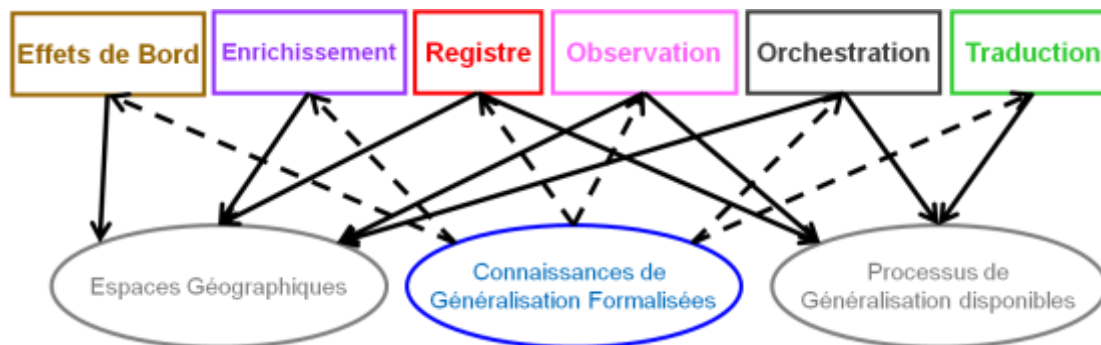 Effets de Bord
Enrichissement
Registre
Observation
Orchestration
Traduction
Espaces Géographiques
Connaissances de
Généralisation Formalisées
Processus de
Généralisation disponibles